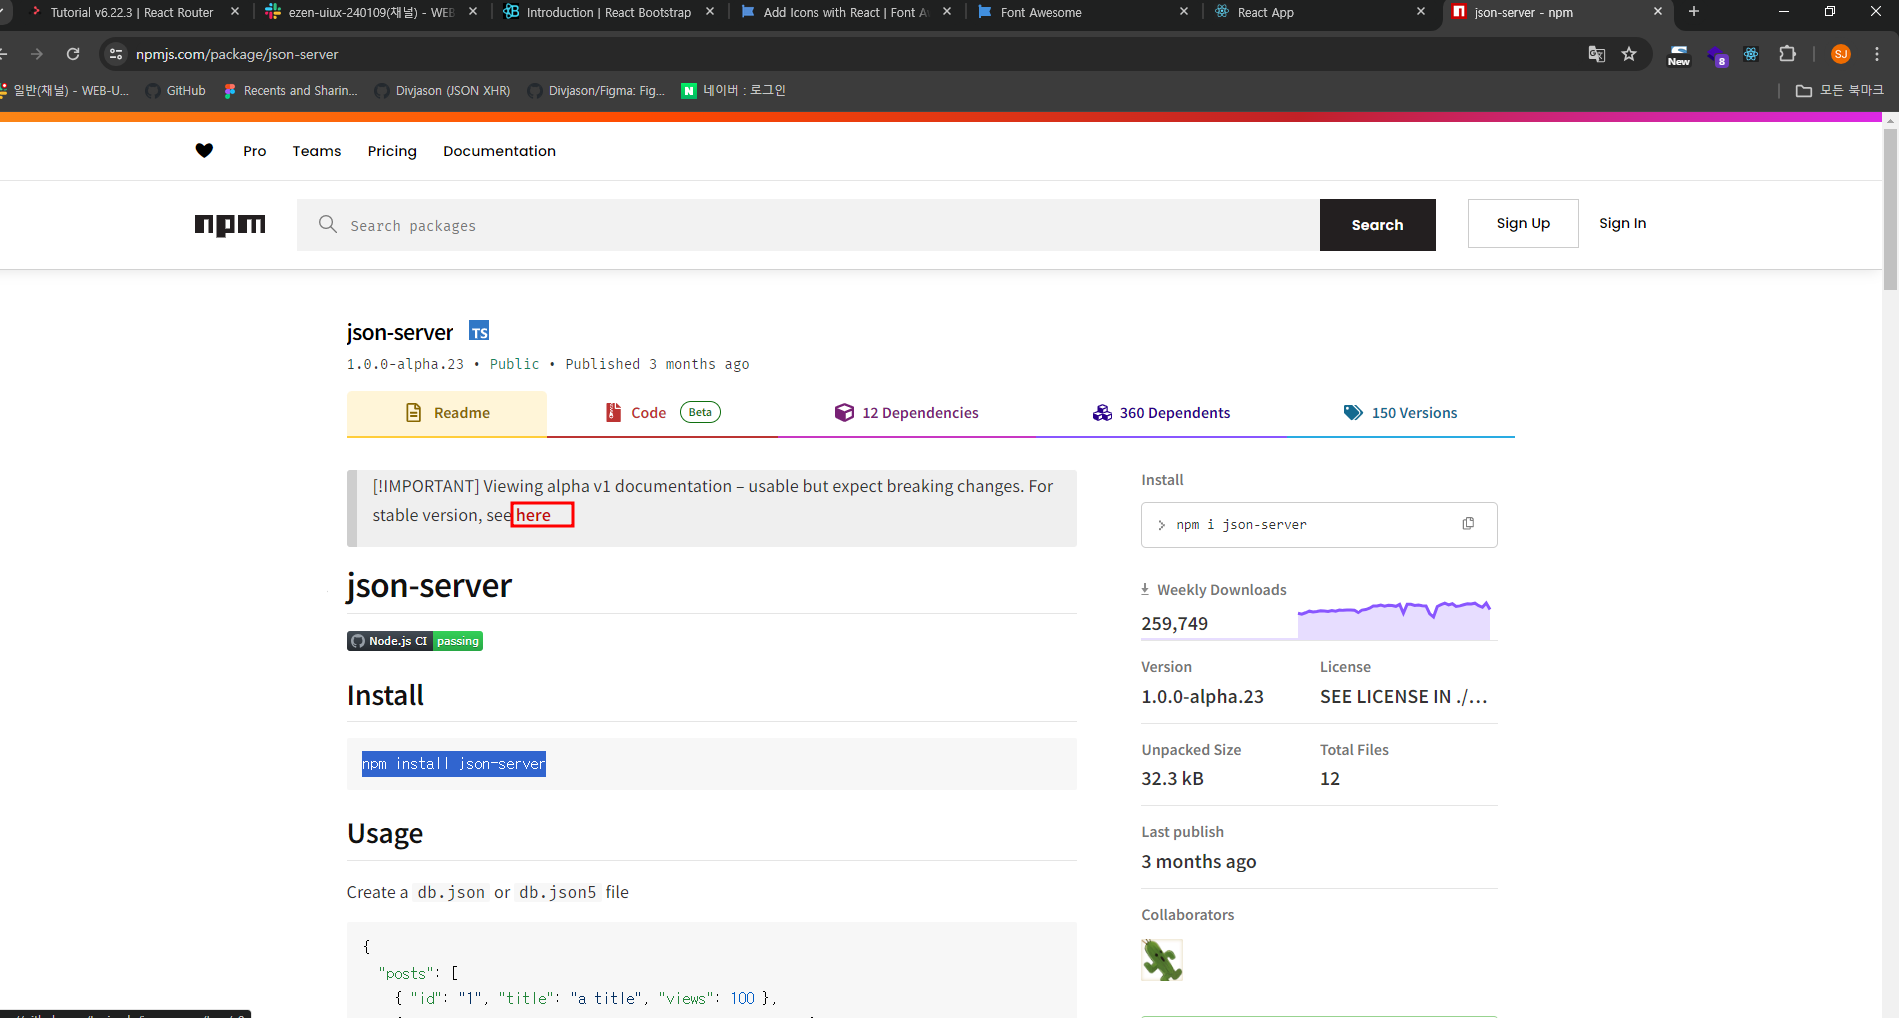 Tutorial v6.22.3 | React Router
ezen-uiux-240109(채널) - WEB
Introduction | React Bootstrap
Add Icons with React | Font A
Font Awesome
React App
json-server - npm
npmjs.com/package/json-server
New
8
SJ
일반(채널) - WEB-U...
GitHub
Recents and Sharin...
Divjason (JSON XHR)
Divjason/Figma: Fig...
네이버 : 로그인
모든 북마크
Pro
Teams
Pricing
Documentation
npm
Search packages
Search
Sign Up
Sign In
json-server TS
1.0.0-alpha.23 • Public • Published 3 months ago
Readme
Code Beta
12 Dependencies
360 Dependents
150 Versions
[!IMPORTANT] Viewing alpha v1 documentation – usable but expect breaking changes. For
stable version, see here
json-server
Node.js CI passing
Install
npm install json-server
Usage
Create a db.json or db.json5 file
{
"posts": [
{ "id": "1", "title": "a title", "views": 100 },
Install
npm i json-server
Weekly Downloads
259,749
Version
1.0.0-alpha.23
License
SEE LICENSE IN ./...
Unpacked Size
32.3 kB
Total Files
12
Last publish
3 months ago
Collaborators